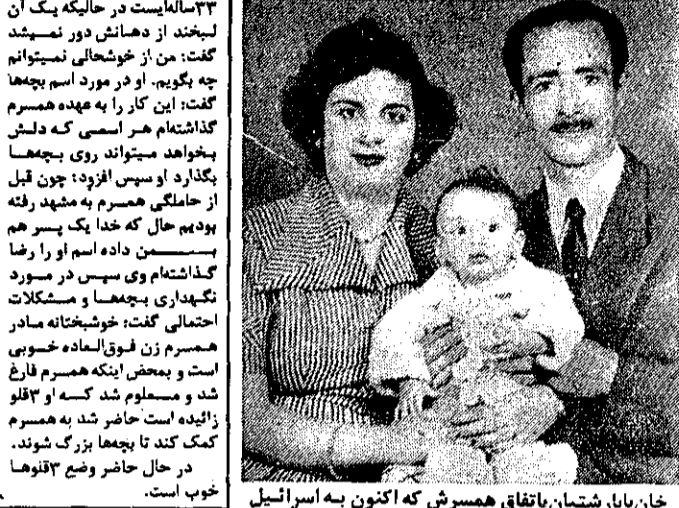 ۳۳ساله‌ایست در حالیکه یک آن
لبخند از دهانش دور نمیشد
گفت: من از خوشحالی نمیتوانم
چه بگویم. او در مورد اسم بچه‌ها
گفت: این کار را به عهده همسرم
گذاشته‌ام هر اسمی که دلش
بخواهد میتواند روی بچه‌ها
بگذارد او سپس افزود: چون قبل
از حاملگی همسرم به مشهد رفته
بودیم حال که خدا یک پسر هم
بمن داده اسم او را رضا
گذاشته‌ام وی سپس در مورد
نگهداری بچه‌ها و مشکلات
احتمالی گفت: خوشبختانه مادر
همسرم زن فوق‌العاده خوبی
است و بمحض اینکه همسرم فارغ
شد و معلوم شد که او ۳قلو
زائیده است حاضر شد به همسرم
کمک کند تا بچه‌ها بزرگ شوند.
در حال حاضر وضع ۳قلوها
خوب است.
خان‌بابا رشتیان باتفاق همسرش که اکنون به اسرائیل